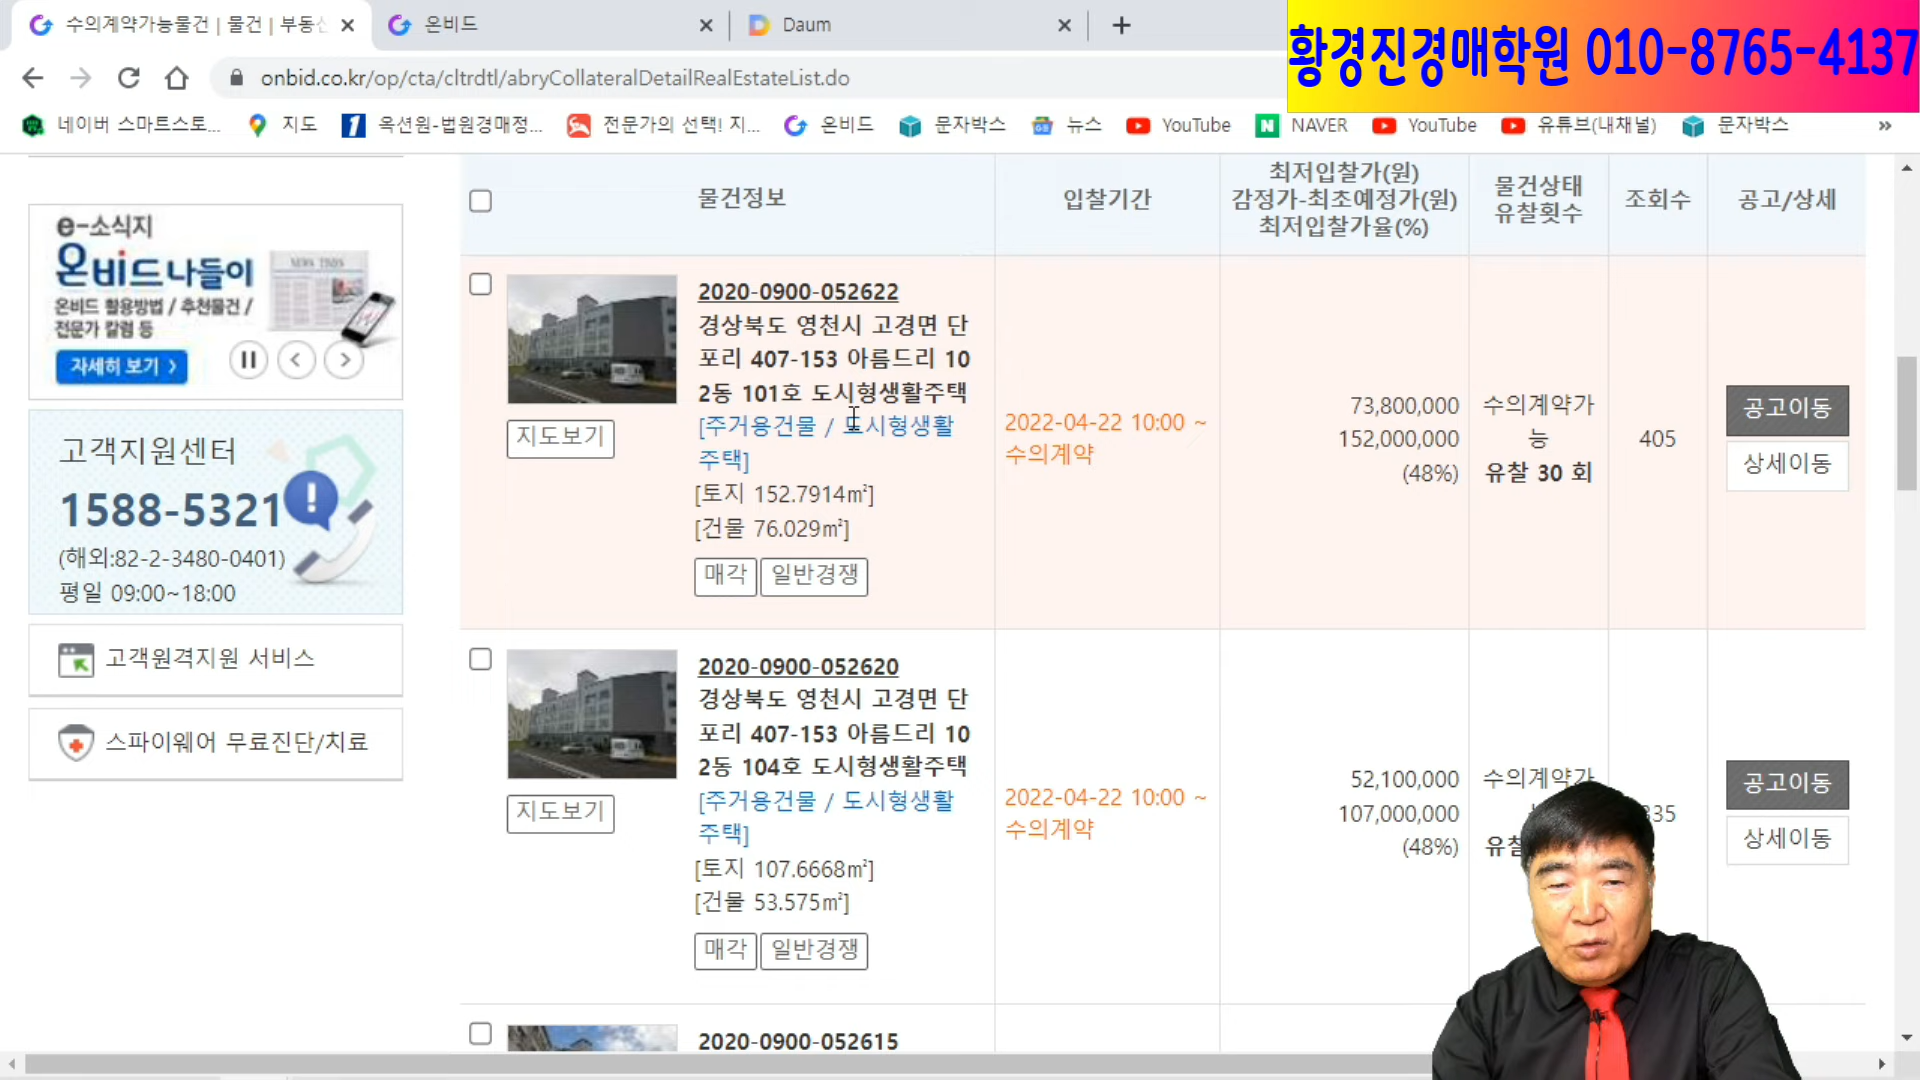 수의계약가능물건 | 물건 | 부동산
온비드
Daum
황경진경매학원 010-8765-4137
onbid.co.kr/op/cta/cltrdtl/abryCollateralDetailRealEstateList.do
네이버 스마트스토...
지도
옥션원-법원경매정...
전문가의 선택! 지...
온비드
문자박스
뉴스
YouTube
NAVER
YouTube
유튜브(내채널)
문자박스
»
e-소식지
온비드나들이
온비드 활용방법 / 추천물건 /
전문가 칼럼 등
자세히 보기 >
NEWS TIMES
고객지원센터
1588-5321
(해외:82-2-3480-0401)
평일 09:00~18:00
고객원격지원 서비스
스파이웨어 무료진단/치료
물건정보
입찰기간
최저입찰가(원)
감정가-최초예정가(원)
최저입찰가율(%)
물건상태
유찰횟수
조회수
공고/상세
2020-0900-052622
경상북도 영천시 고경면 단
포리 407-153 아름드리 10
2동 101호 도시형생활주택
[주거용건물 / 도시형생활
주택]
[토지 152.7914㎡]
[건물 76.029㎡]
매각
일반경쟁
지도보기
2022-04-22 10:00 ~
수의계약
73,800,000
152,000,000
(48%)
수의계약가
능
유찰 30 회
405
공고이동
상세이동
2020-0900-052620
경상북도 영천시 고경면 단
포리 407-153 아름드리 10
2동 104호 도시형생활주택
[주거용건물 / 도시형생활
주택]
[토지 107.6668㎡]
[건물 53.575㎡]
매각
일반경쟁
지도보기
2022-04-22 10:00 ~
수의계약
52,100,000
107,000,000
(48%)
수의계약가
유찰
335
공고이동
상세이동
2020-0900-052615